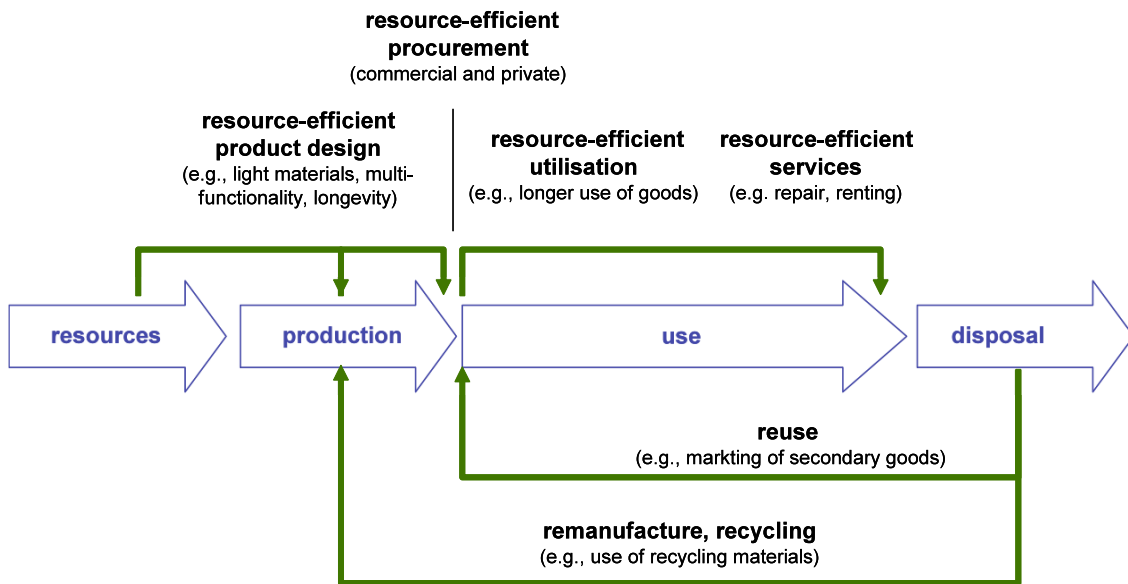 resource-efficient
procurement
(commercial and private)
resource-efficient
product design
(e.g., light materials, multi-
functionality, longevity)
resource-efficient
utilisation
(e.g., longer use of goods)
resource-efficient
services
(e.g. repair, renting)
resources
production
use
disposal
reuse
(e.g., markting of secondary goods)
remanufacture, recycling
(e.g., use of recycling materials)